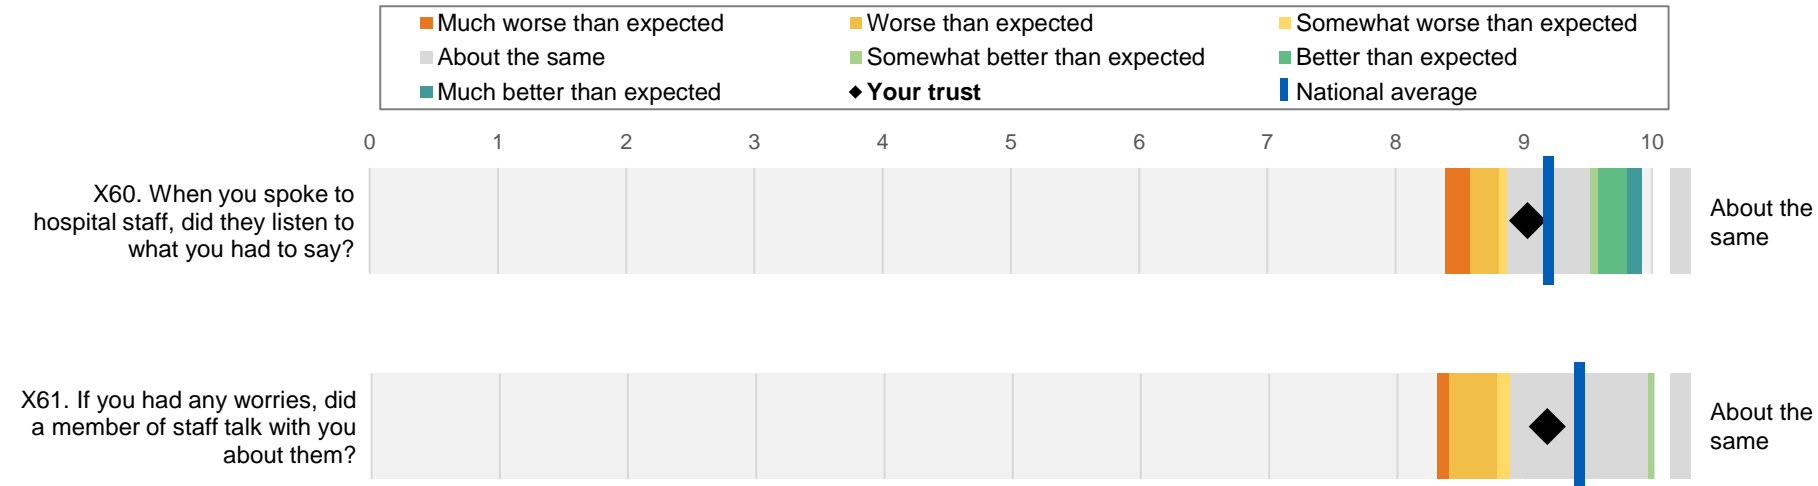 Much worse than expected
Worse than expected
Somewhat worse than expected
About the same
Somewhat better than expected
Better than expected
Much better than expected
Your trust
National average
0 1 2 3 4 5 6 7 8 9 10
X60. When you spoke to
hospital staff, did they listen to
what you had to say?
About the
same
X61. If you had any worries, did
a member of staff talk with you
about them?
About the
same